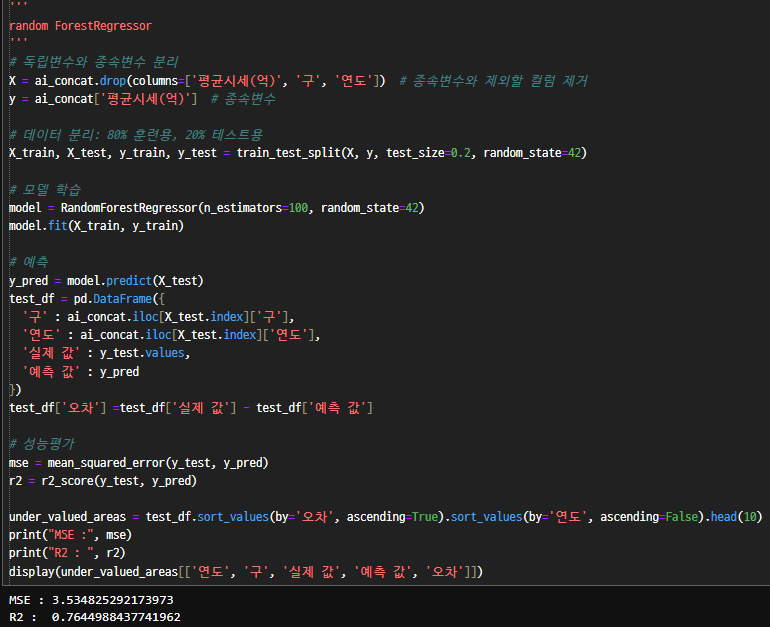 '''
random ForestRegressor
'''
# 독립변수와 종속변수 분리
X = ai_concat.drop(columns=['평균시세(억)', '구', '연도'])  # 종속변수와 제외할 컬럼 제거
y = ai_concat['평균시세(억)']  # 종속변수
# 데이터 분리: 80% 훈련용, 20% 테스트용
X_train, X_test, y_train, y_test = train_test_split(X, y, test_size=0.2, random_state=42)
# 모델 학습
model = RandomForestRegressor(n_estimators=100, random_state=42)
model.fit(X_train, y_train)
# 예측
y_pred = model.predict(X_test)
test_df = pd.DataFrame({
  '구' : ai_concat.iloc[X_test.index]['구'],
  '연도' : ai_concat.iloc[X_test.index]['연도'],
  '실제 값' : y_test.values,
  '예측 값' : y_pred
})
test_df['오차'] =test_df['실제 값'] - test_df['예측 값']
# 성능평가
mse = mean_squared_error(y_test, y_pred)
r2 = r2_score(y_test, y_pred)
under_valued_areas = test_df.sort_values(by='오차', ascending=True).sort_values(by='연도', ascending=False).head(10)
print("MSE :", mse)
print("R2 : ", r2)
display(under_valued_areas[['연도', '구', '실제 값', '예측 값', '오차']])
MSE : 3.534825292173973
R2 :  0.7644988437741962